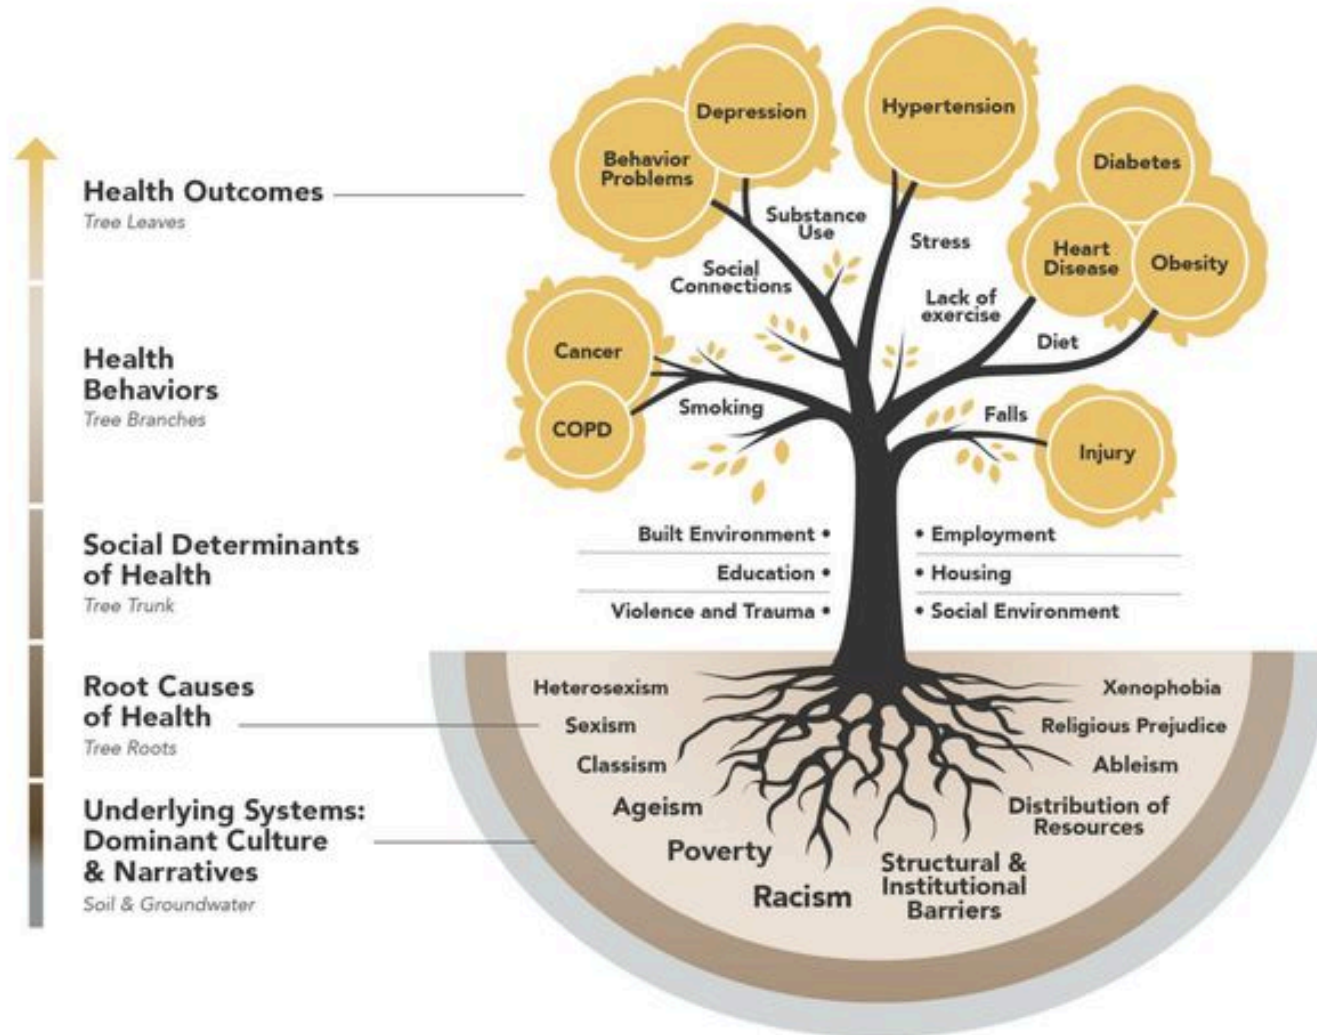 Health Outcomes
Tree Leaves
Health
Behaviors
Tree Branches
Social Determinants
of Health
Tree Trunk
Root Causes
of Health
Tree Roots
Underlying Systems:
Dominant Culture
& Narratives
Soil & Groundwater
Depression
Behavior
Problems
Hypertension
Diabetes
Heart
Disease
Obesity
Substance
Use
Social
Connections
Stress
Lack of
exercise
Diet
Cancer
COPD
Smoking
Falls
Injury
Built Environment •
Education •
Violence and Trauma •
• Employment
• Housing
• Social Environment
Heterosexism
Sexism
Classism
Ageism
Poverty
Racism
Structural &
Institutional
Barriers
Distribution of
Resources
Ableism
Religious Prejudice
Xenophobia